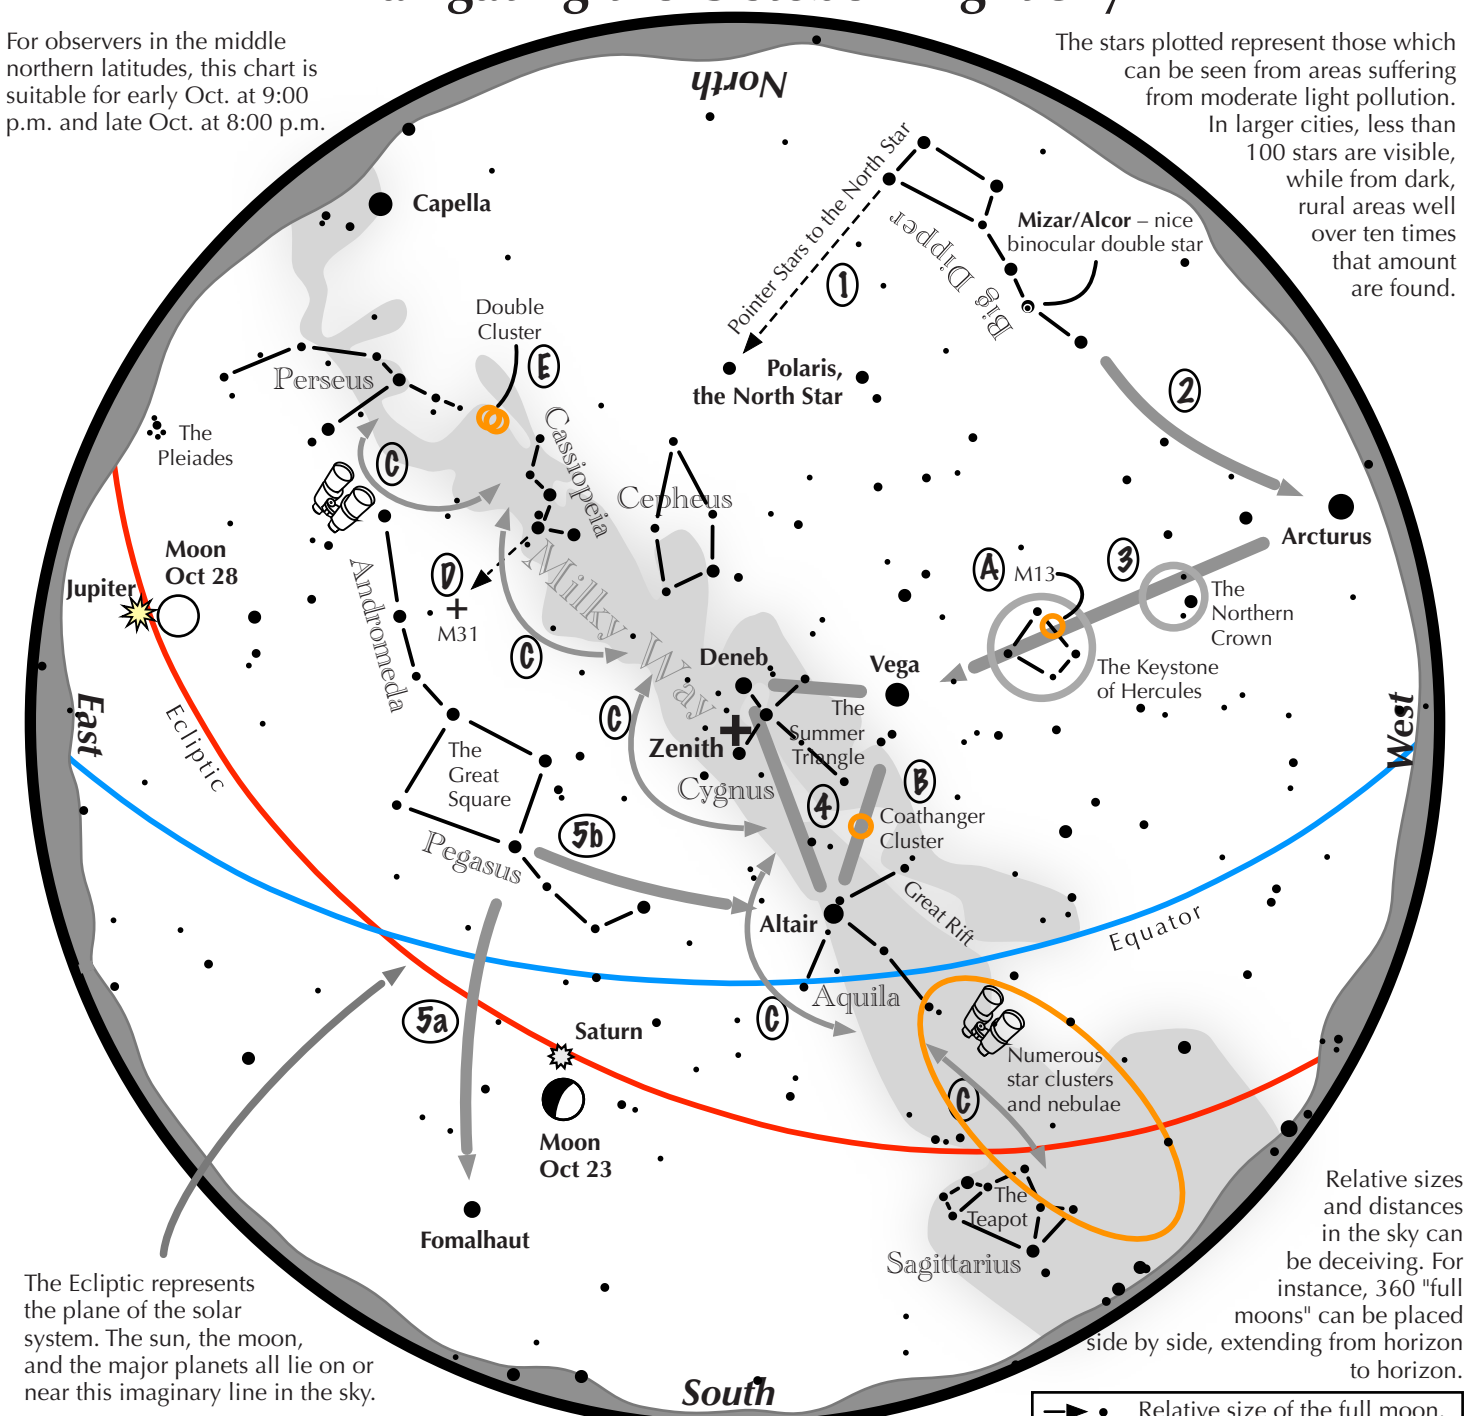 For observers in the middle
northern latitudes, this chart is
suitable for early Oct. at 9:00
p.m. and late Oct. at 8:00 p.m.
The stars plotted represent those which
can be seen from areas suffering
from moderate light pollution.
In larger cities, less than
100 stars are visible,
while from dark,
rural areas well
over ten times
that amount
are found.
North
Capella
Pointer Stars to the North Star
1
Big Dipper
Mizar/Alcor – nice
binocular double star
Double
Cluster
E
Perseus
Polaris,
the North Star
2
The
Pleiades
C
Cassiopeia
Cepheus
Arcturus
Moon
Oct 28
Jupiter
Andromeda
D
M31
Milky Way
C
A
M13
3
The
Northern
Crown
The Keystone
of Hercules
Deneb
Vega
East
Ecliptic
C
Zenith
The
Summer
Triangle
West
The
Great
Square
Cygnus
4
B
Coathanger
Cluster
Pegasus
5b
Altair
Great Rift
Equator
Aquila
5a
C
Saturn
Numerous
star clusters
and nebulae
C
Moon
Oct 23
The
Teapot
Fomalhaut
Sagittarius
Relative sizes
and distances
in the sky can
be deceiving. For
instance, 360 "full
moons" can be placed
side by side, extending from horizon
to horizon.
The Ecliptic represents
the plane of the solar
system. The sun, the moon,
and the major planets all lie on or
near this imaginary line in the sky.
South
Relative size of the full moon.